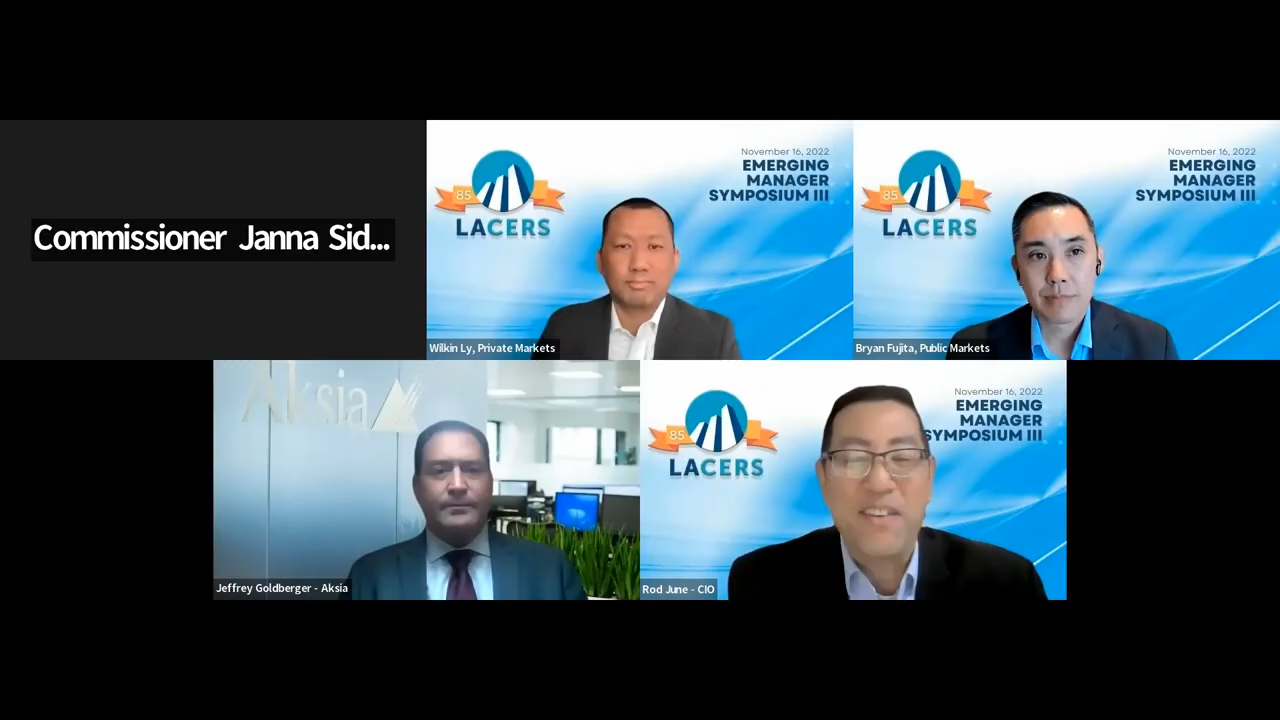 Commissioner Janna Sid...
85
LACERS
November 16, 2022
EMERGING
MANAGER
SYMPOSIUM III
Wilkin Ly, Private Markets
85
LACERS
November 16, 2022
EMERGING
MANAGER
SYMPOSIUM III
Bryan Fujita, Public Markets
Aksia
Jeffrey Goldberger - Aksia
85
LACERS
November 16, 2022
EMERGING
MANAGER
SYMPOSIUM III
Rod June - CIO